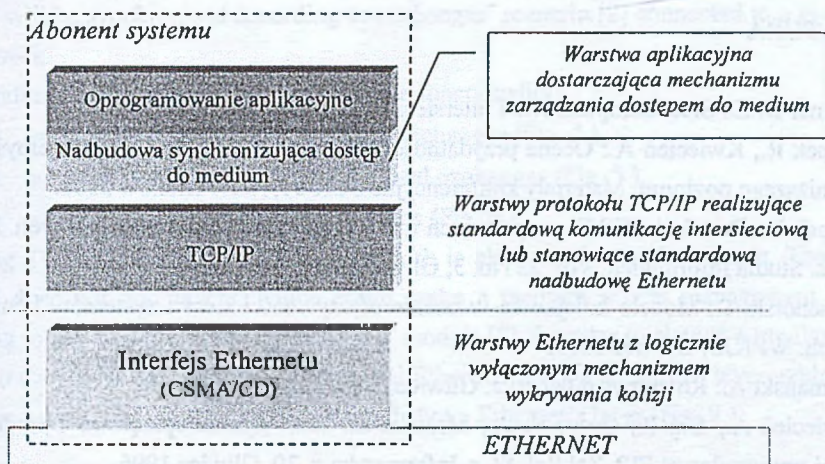 Abonent systemu
Oprogramowanie aplikacyjne
Nadbudowa synchronizująca dostęp
do medium
TCP/IP
Interfejs Ethernetu
(CSMA/CD)
Warstwa aplikacyjna
dostarczająca mechanizmu
zarządzania dostępem do medium
Warstwy protokołu TCP/IP realizujące
standardową komunikację intersieciową
lub stanowiące standardową
nadbudowę Ethernetu
Warstwy Ethernetu z logicznie
wyłączonym mechanizmem
wykrywania kolizji
ETHERNET